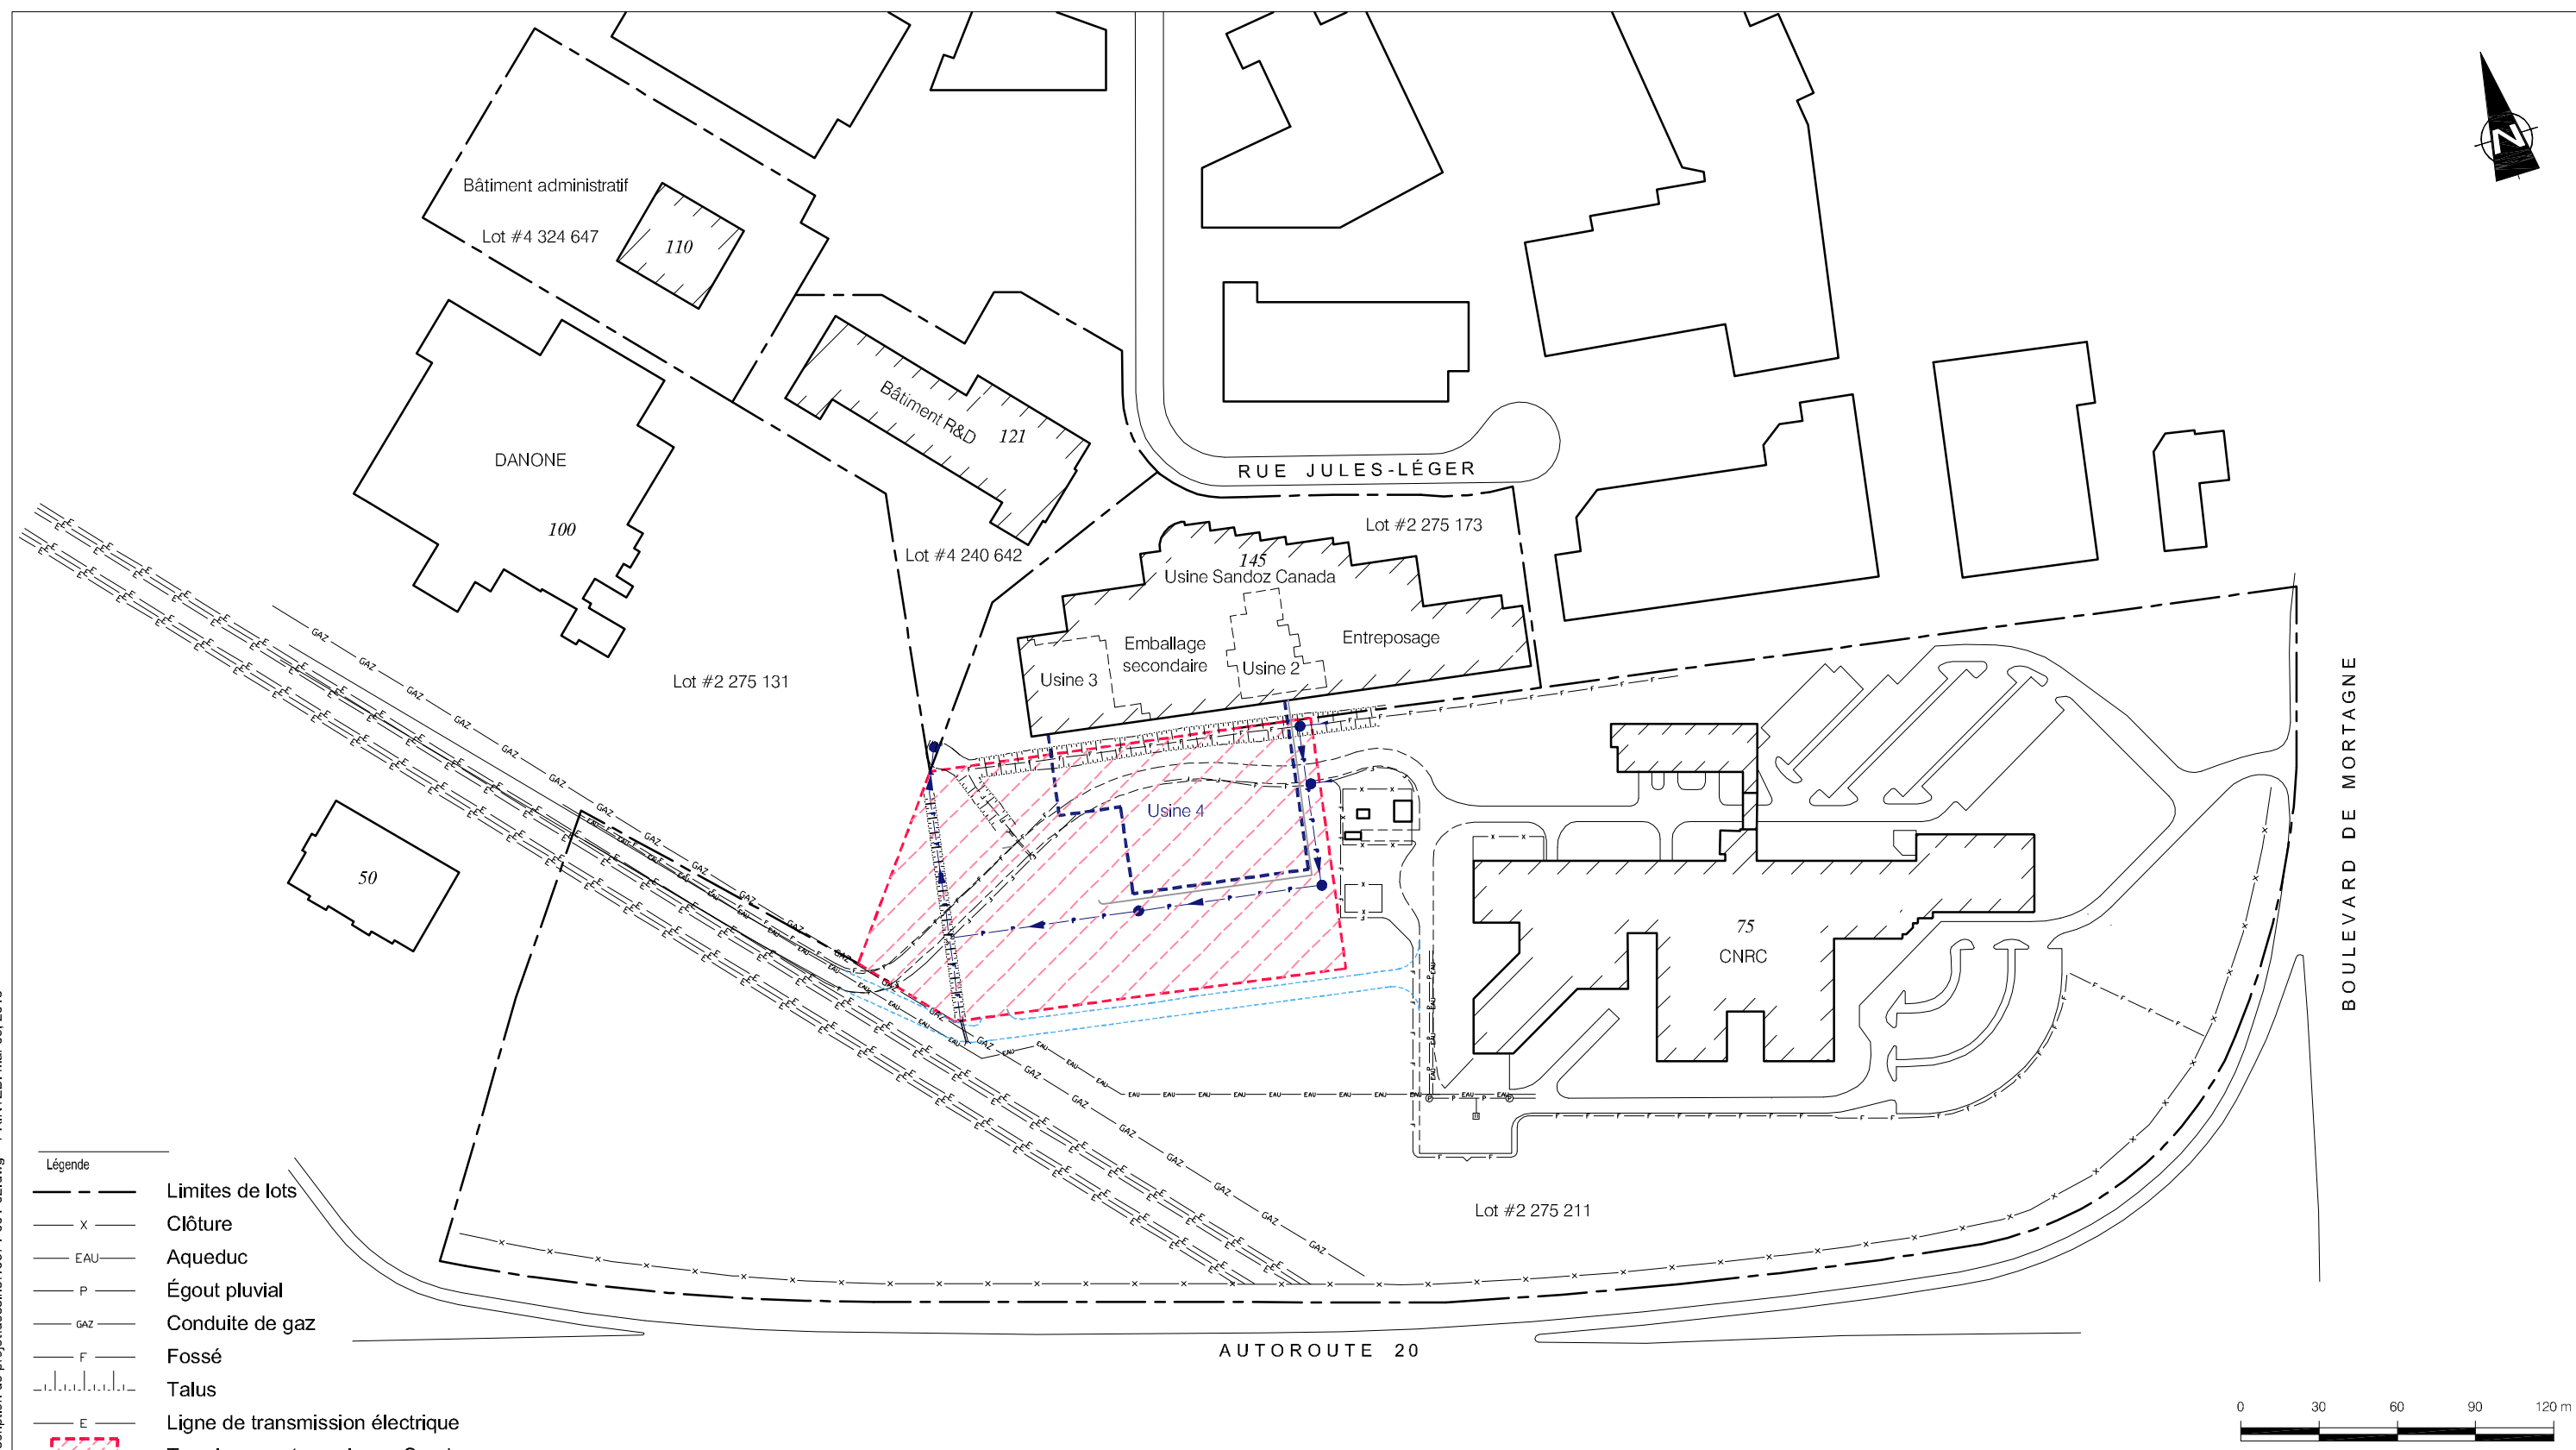 Bâtiment administratif
Lot #4 324 647
110
Bâtiment R&D
121
DANONE
100
RUE JULES-LÉGER
Lot #2 275 173
Lot #4 240 642
145
Usine Sandoz Canada
Emballage
secondaire
Entreposage
Usine 3
Usine 2
Lot #2 275 131
Usine 4
50
75
CNRC
BOULEVARD DE MORTAGNE
Lot #2 275 211
AUTOROUTE 20
N
Légende
Limites de lots
X
Clôture
EAU
Aqueduc
P
Égout pluvial
GAZ
Conduite de gaz
F
Fossé
Talus
E
Ligne de transmission électrique
0 30 60 90 120 m